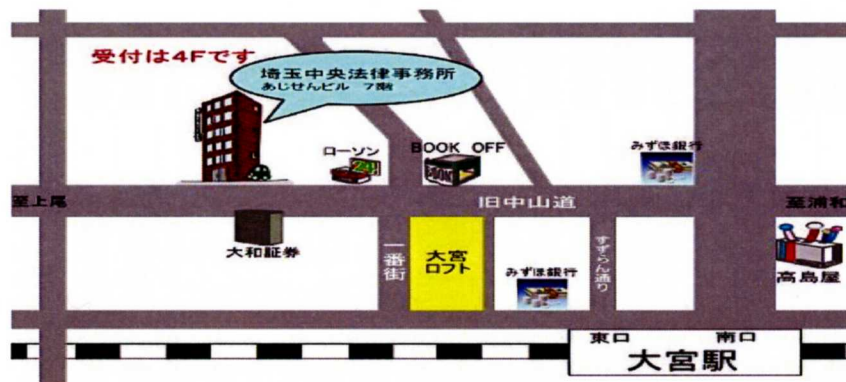 受付は4Fです
埼玉中央法律事務所
あじせんビル 7階
ローソン
24H
BOOK OFF
BOOK
みずほ銀行
至上尾
旧中山道
至浦和
大和証券
一番街
大宮
ロフト
みずほ銀行
すずらん通り
高島屋
東口 南口
大宮駅